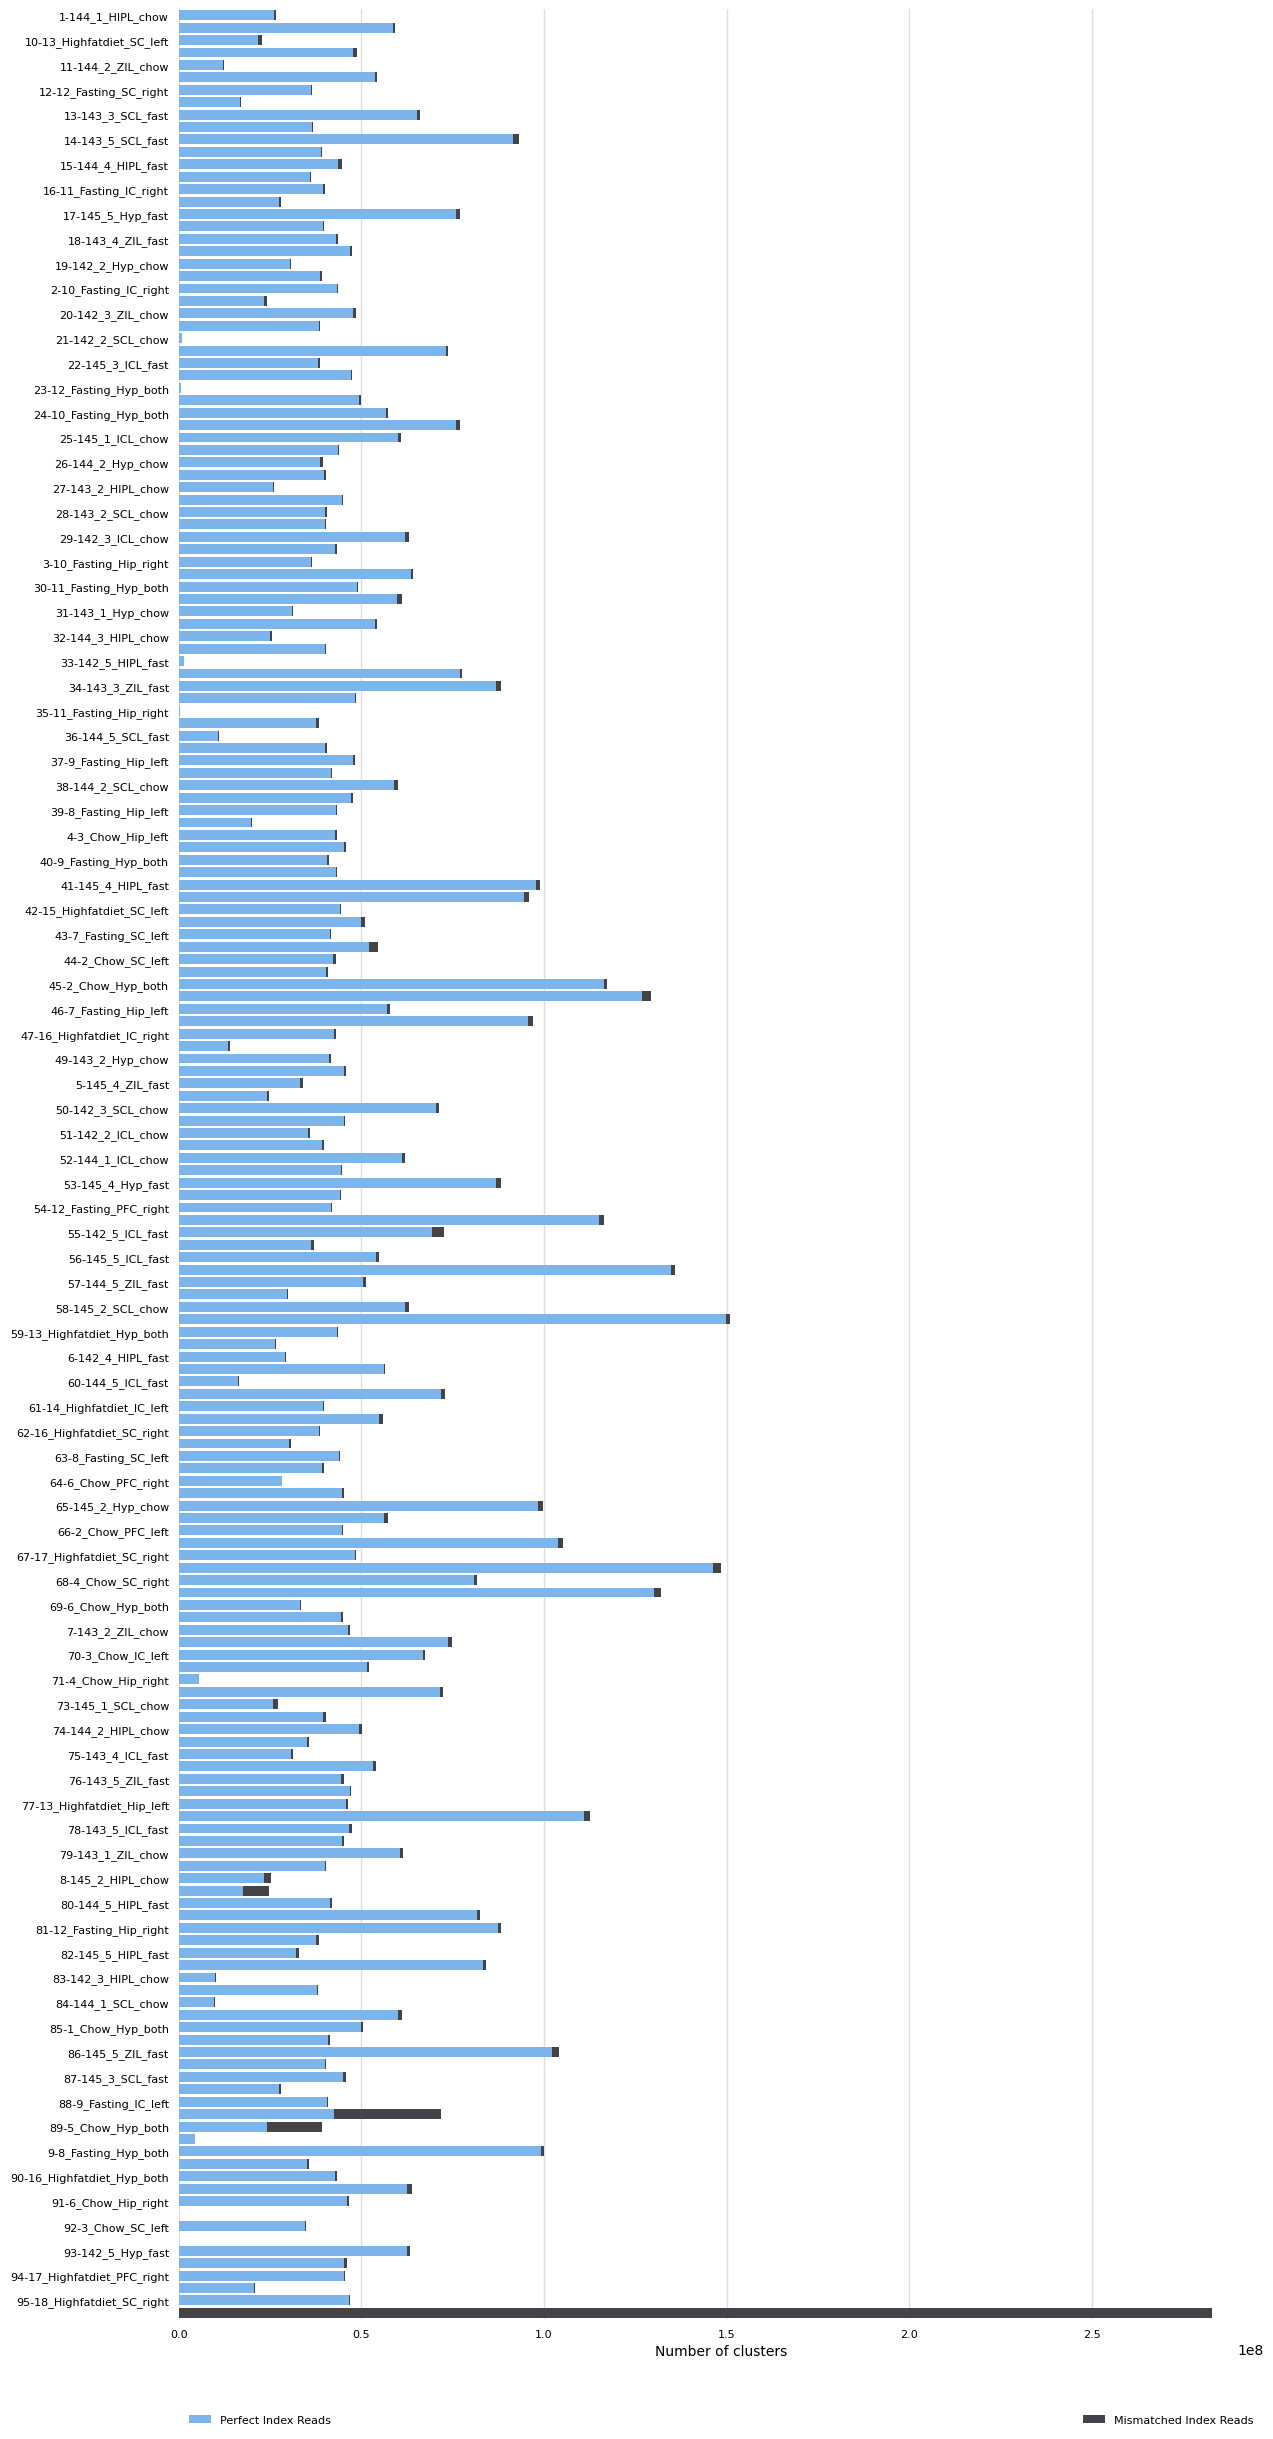 1-144_1_HIPL_chow
10-13_Highfatdiet_SC_left
11-144_2_ZIL_chow
12-12_Fasting_SC_right
13-143_3_SCL_fast
14-143_5_SCL_fast
15-144_4_HIPL_fast
16-11_Fasting_IC_right
17-145_5_Hyp_fast
18-143_4_ZIL_fast
19-142_2_Hyp_chow
2-10_Fasting_IC_right
20-142_3_ZIL_chow
21-142_2_SCL_chow
22-145_3_ICL_fast
23-12_Fasting_Hyp_both
24-10_Fasting_Hyp_both
25-145_1_ICL_chow
26-144_2_Hyp_chow
27-143_2_HIPL_chow
28-143_2_SCL_chow
29-142_3_ICL_chow
3-10_Fasting_Hip_right
30-11_Fasting_Hyp_both
31-143_1_Hyp_chow
32-144_3_HIPL_chow
33-142_5_HIPL_fast
34-143_3_ZIL_fast
35-11_Fasting_Hip_right
36-144_5_SCL_fast
37-9_Fasting_Hip_left
38-144_2_SCL_chow
39-8_Fasting_Hip_left
4-3_Chow_Hip_left
40-9_Fasting_Hyp_both
41-145_4_HIPL_fast
42-15_Highfatdiet_SC_left
43-7_Fasting_SC_left
44-2_Chow_SC_left
45-2_Chow_Hyp_both
46-7_Fasting_Hip_left
47-16_Highfatdiet_IC_right
49-143_2_Hyp_chow
5-145_4_ZIL_fast
50-142_3_SCL_chow
51-142_2_ICL_chow
52-144_1_ICL_chow
53-145_4_Hyp_fast
54-12_Fasting_PFC_right
55-142_5_ICL_fast
56-145_5_ICL_fast
57-144_5_ZIL_fast
58-145_2_SCL_chow
59-13_Highfatdiet_Hyp_both
6-142_4_HIPL_fast
60-144_5_ICL_fast
61-14_Highfatdiet_IC_left
62-16_Highfatdiet_SC_right
63-8_Fasting_SC_left
64-6_Chow_PFC_right
65-145_2_Hyp_chow
66-2_Chow_PFC_left
67-17_Highfatdiet_SC_right
68-4_Chow_SC_right
69-6_Chow_Hyp_both
7-143_2_ZIL_chow
70-3_Chow_IC_left
71-4_Chow_Hip_right
73-145_1_SCL_chow
74-144_2_HIPL_chow
75-143_4_ICL_fast
76-143_5_ZIL_fast
77-13_Highfatdiet_Hip_left
78-143_5_ICL_fast
79-143_1_ZIL_chow
8-145_2_HIPL_chow
80-144_5_HIPL_fast
81-12_Fasting_Hip_right
82-145_5_HIPL_fast
83-142_3_HIPL_chow
84-144_1_SCL_chow
85-1_Chow_Hyp_both
86-145_5_ZIL_fast
87-145_3_SCL_fast
88-9_Fasting_IC_left
89-5_Chow_Hyp_both
9-8_Fasting_Hyp_both
90-16_Highfatdiet_Hyp_both
91-6_Chow_Hip_right
92-3_Chow_SC_left
93-142_5_Hyp_fast
94-17_Highfatdiet_PFC_right
95-18_Highfatdiet_SC_right
0.0 0.5 1.0 1.5 2.0 2.5
Number of clusters
1e8
Perfect Index Reads
Mismatched Index Reads